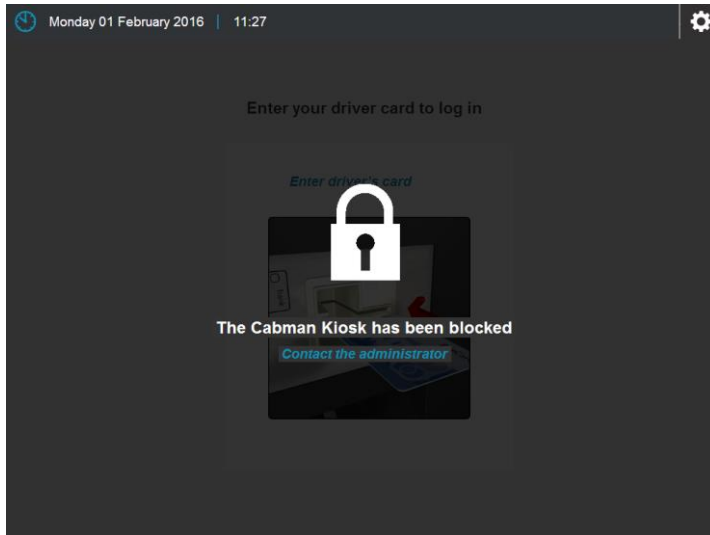 Monday 01 February 2016 | 11:27
Enter your driver card to log in
Enter driver's card
The Cabman Kiosk has been blocked
Contact the administrator